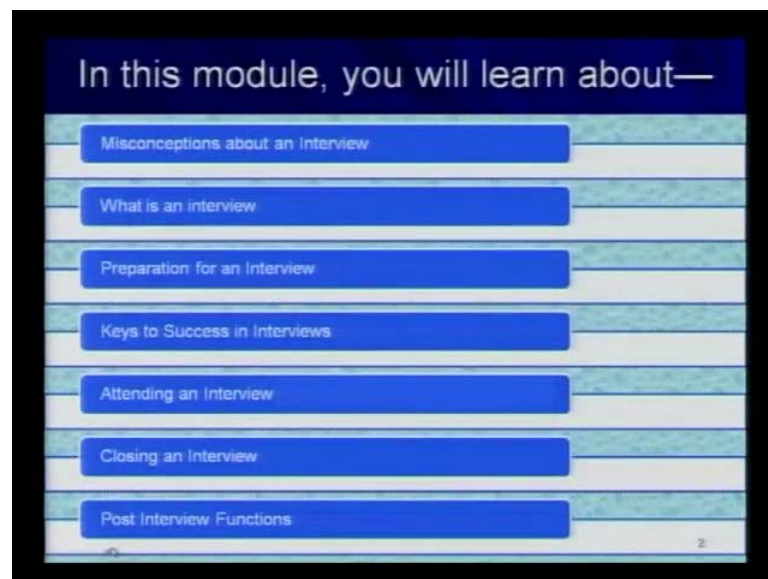 In this module, you will learn about—
Misconceptions about an Interview
What is an interview
Preparation for an Interview
Keys to Success in Interviews
Attending an Interview
Closing an Interview
Post Interview Functions
2